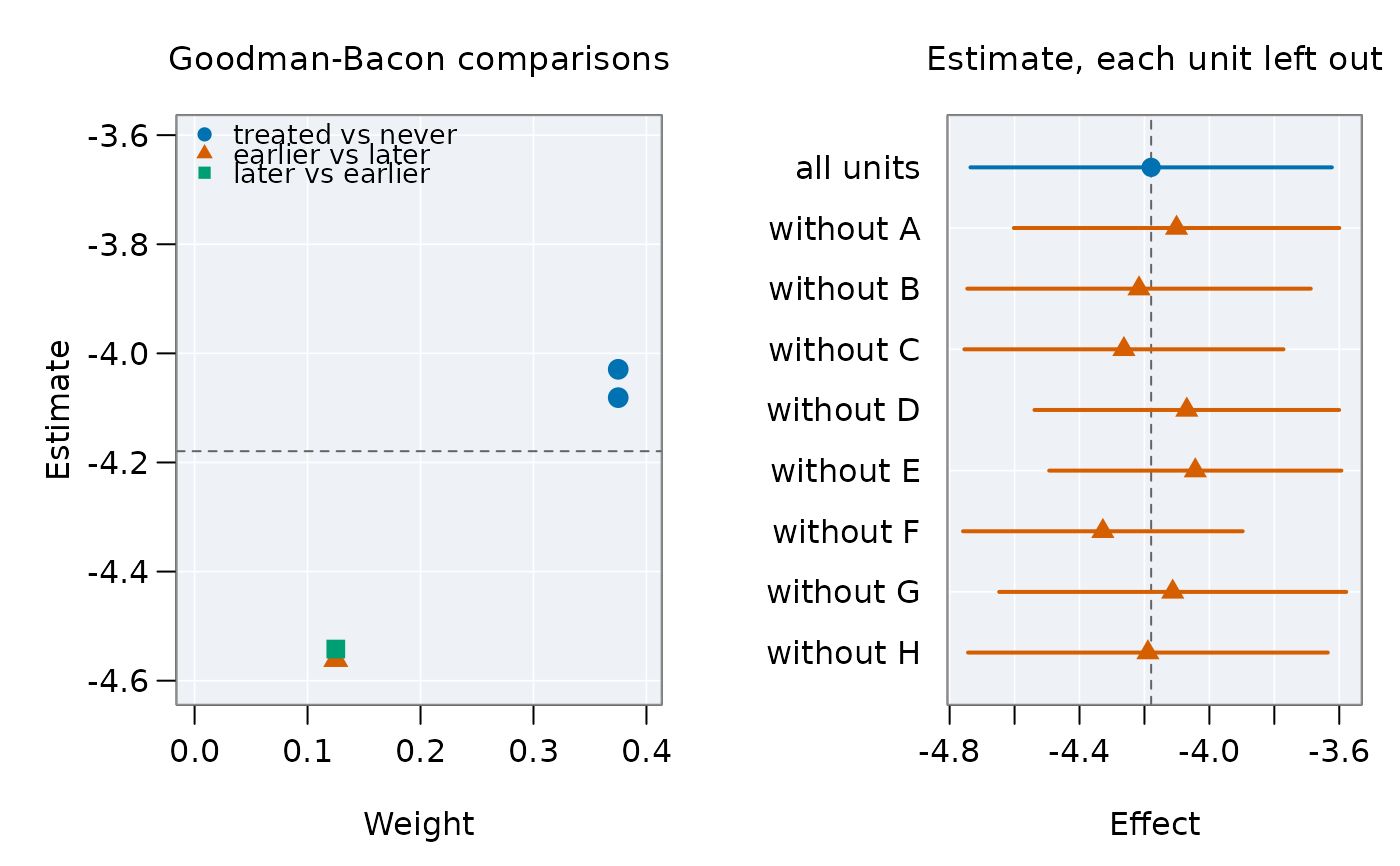 Goodman-Bacon comparisons
treated vs never
earlier vs later
later vs earlier
-3.6
-3.8
-4.0
-4.2
-4.4
-4.6
Estimate
0.0 0.1 0.2 0.3 0.4
Weight
Estimate, each unit left out
all units
without A
without B
without C
without D
without E
without F
without G
without H
-4.8 -4.4 -4.0 -3.6
Effect